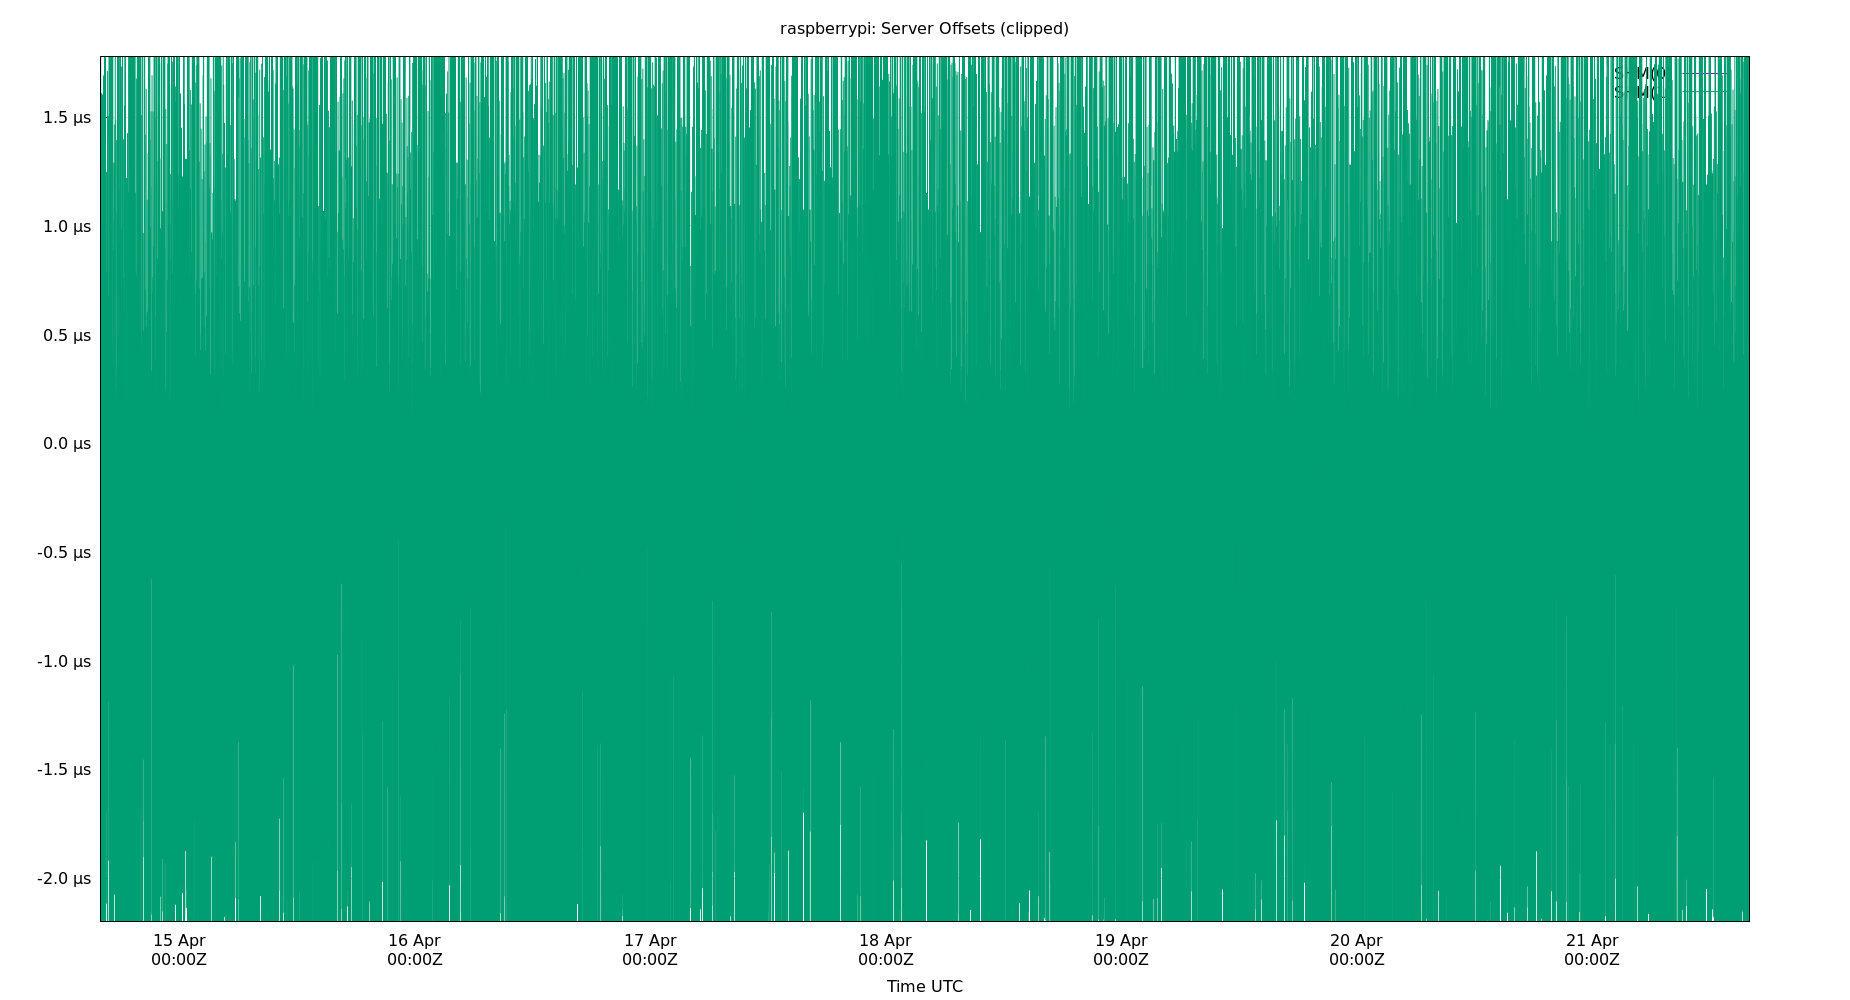 raspberrypi: Server Offsets (clipped)
1.5 µs
1.0 µs
0.5 µs
0.0 µs
-0.5 µs
-1.0 µs
-1.5 µs
-2.0 µs
15 Apr 16 Apr 17 Apr 18 Apr 19 Apr 20 Apr 21 Apr
00:00Z 00:00Z 00:00Z 00:00Z 00:00Z 00:00Z 00:00Z
Time UTC